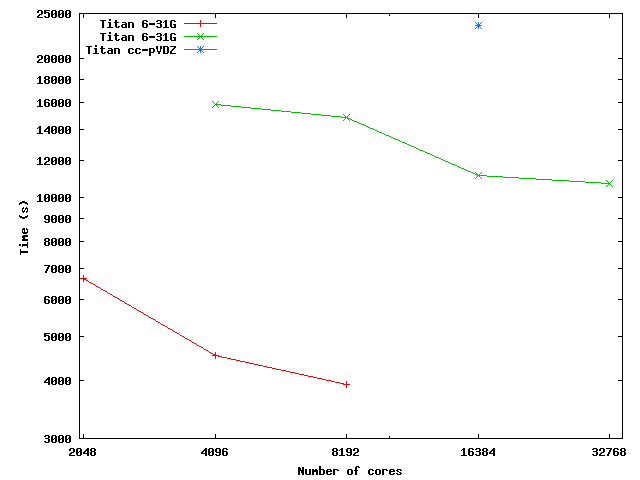 25000
20000
18000
16000
14000
12000
10000
9000
8000
7000
6000
5000
4000
3000
Time (s)
Titan 6-31G
Titan 6-31G
Titan cc-pVDZ
2048 4096 8192 16384 32768
Number of cores